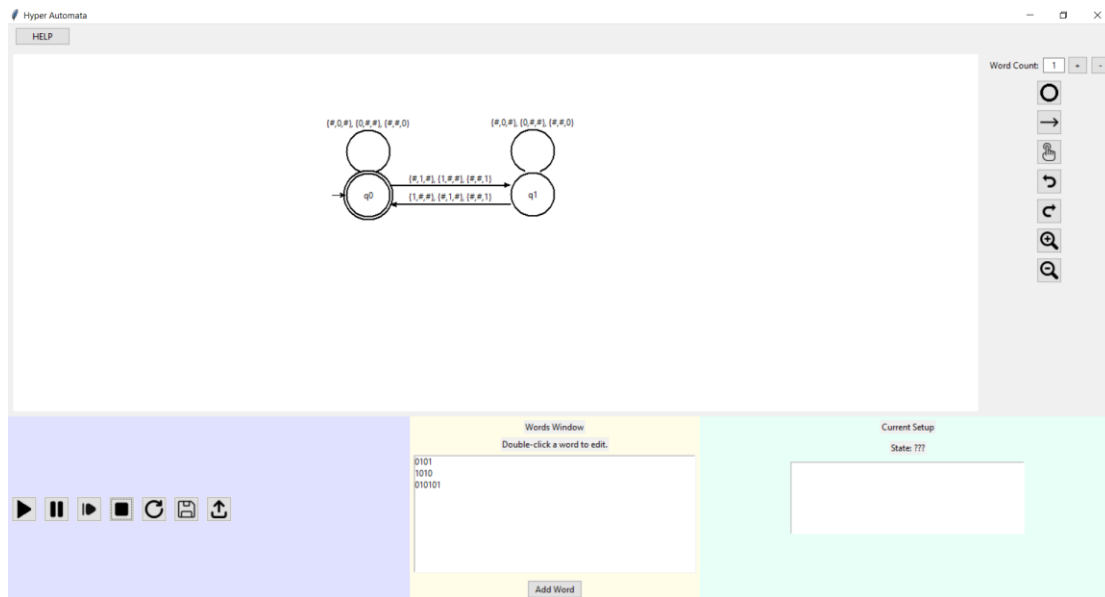 Hyper Automata
HELP
Word Count: 1 + -
{#,0,#}, {0,#,#}, {#,#,0} {#,0,#}, {0,#,#}, {#,#,0}
{#,1,#}, {1,#,#}, {#,#,1}
q0 q1
{1,#,#}, {#,1,#}, {#,#,1}
Words Window
Double-click a word to edit.
0101
1010
010101
Add Word
Current Setup
State: ???